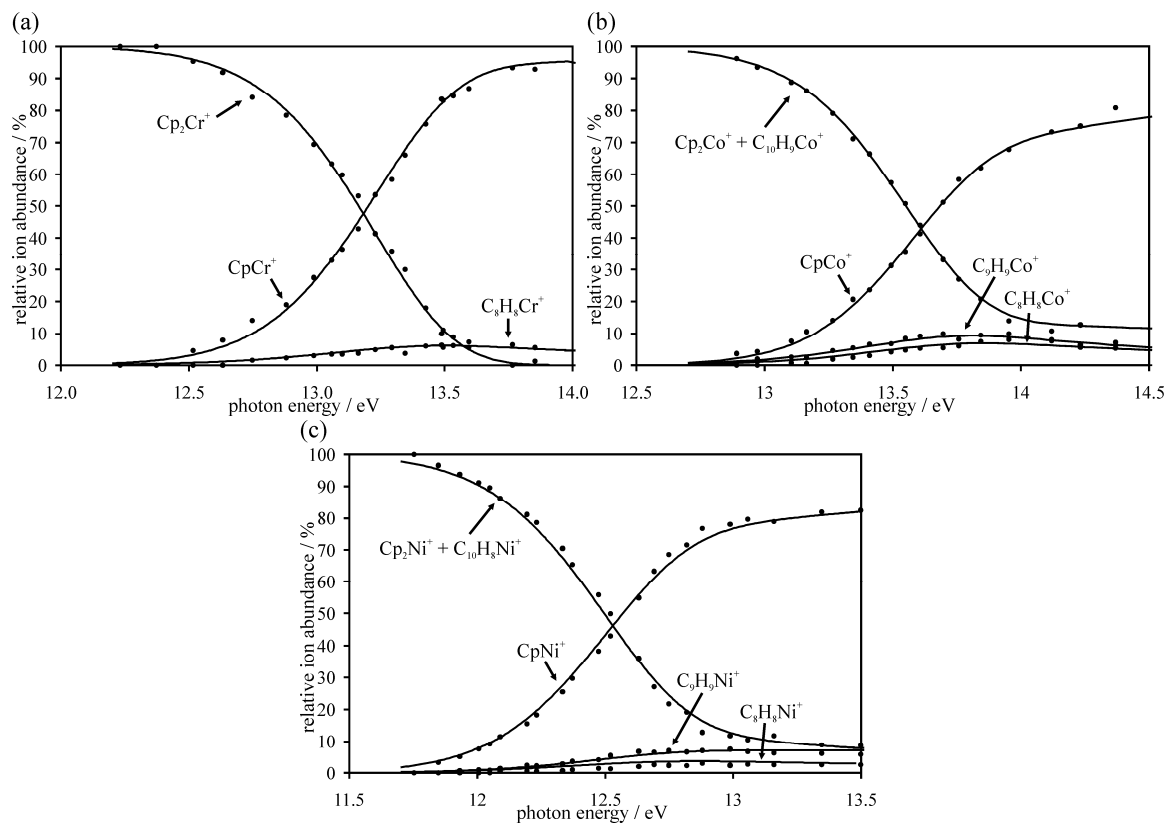 (a)
100
90
80
70
60
50
40
30
20
10
0
relative ion abundance / %
Cp₂Cr⁺
CpCr⁺
C₈H₈Cr⁺
12.0
12.5
13.0
13.5
14.0
photon energy / eV
(b)
100
90
80
70
60
50
40
30
20
10
0
relative ion abundance / %
Cp₂Co⁺ + C₁₀H₉Co⁺
CpCo⁺
C₉H₉Co⁺
C₈H₈Co⁺
12.5
13
13.5
14
14.5
photon energy / eV
(c)
100
90
80
70
60
50
40
30
20
10
0
relative ion abundance / %
Cp₂Ni⁺ + C₁₀H₈Ni⁺
CpNi⁺
C₉H₉Ni⁺
C₈H₈Ni⁺
11.5
12
12.5
13
13.5
photon energy / eV